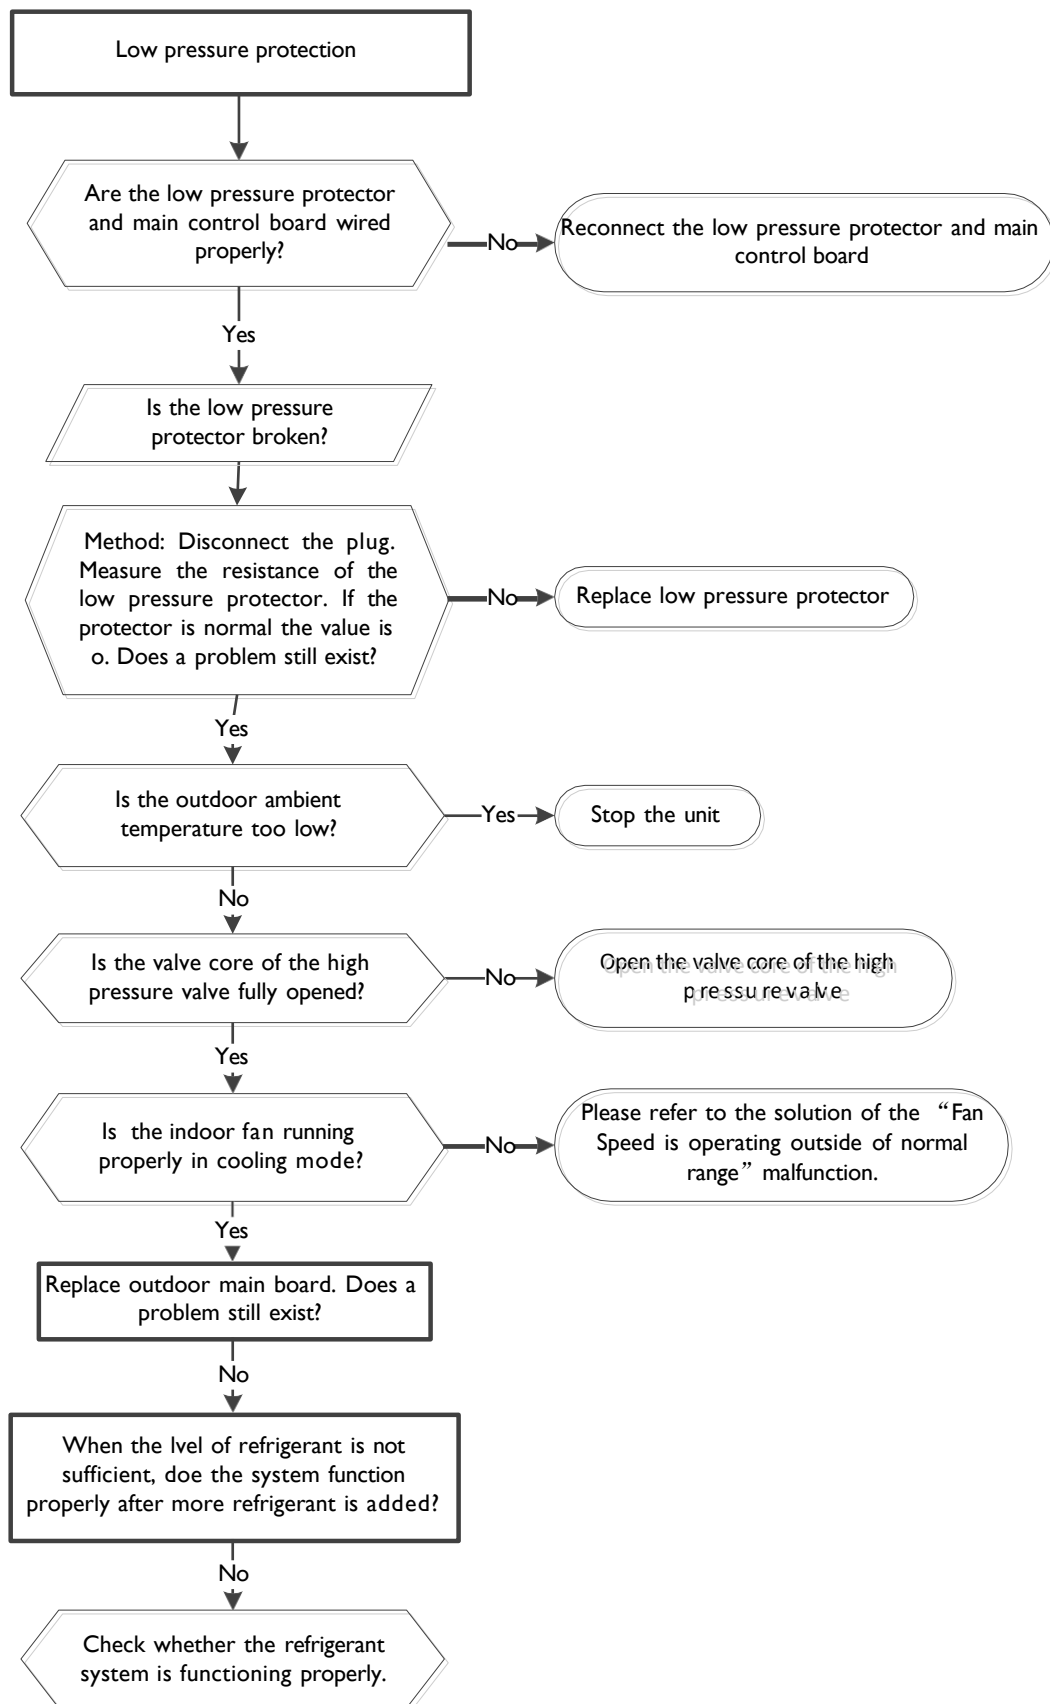 Low pressure protection
Are the low pressure protector
and main control board wired
properly?
No
Reconnect the low pressure protector and main
control board
Yes
Is the low pressure
protector broken?
Method: Disconnect the plug.
Measure the resistance of the
low pressure protector. If the
protector is normal the value is
o. Does a problem still exist?
No
Replace low pressure protector
Yes
Is the outdoor ambient
temperature too low?
Yes
Stop the unit
No
Is the valve core of the high
pressure valve fully opened?
No
Open the valve core of the high
pressure valve
Yes
Is the indoor fan running
properly in cooling mode?
No
Please refer to the solution of the “Fan
Speed is operating outside of normal
range” malfunction.
Yes
Replace outdoor main board. Does a
problem still exist?
No
When the lvel of refrigerant is not
sufficient, doe the system function
properly after more refrigerant is added?
No
Check whether the refrigerant
system is functioning properly.